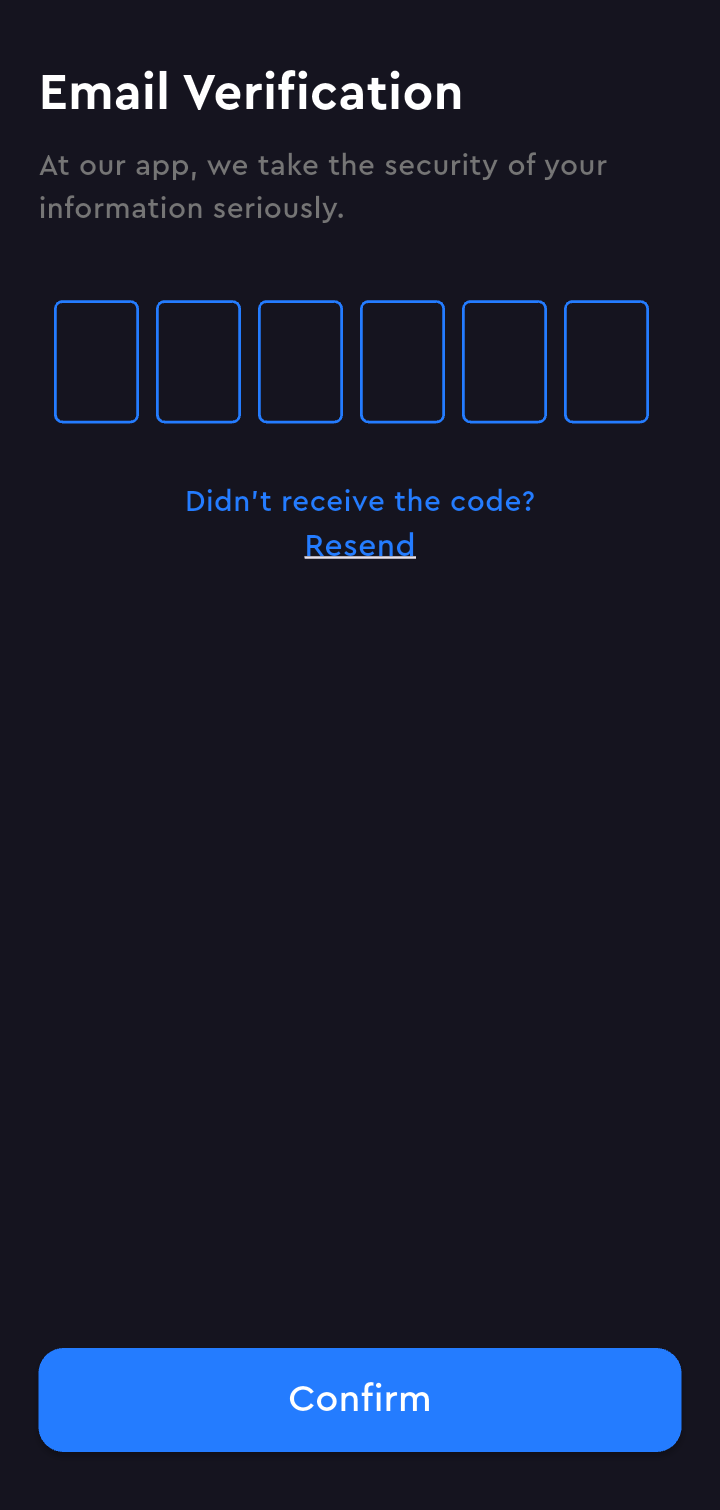 Email Verification
At our app, we take the security of your
information seriously.
Didn't receive the code?
Resend
Confirm